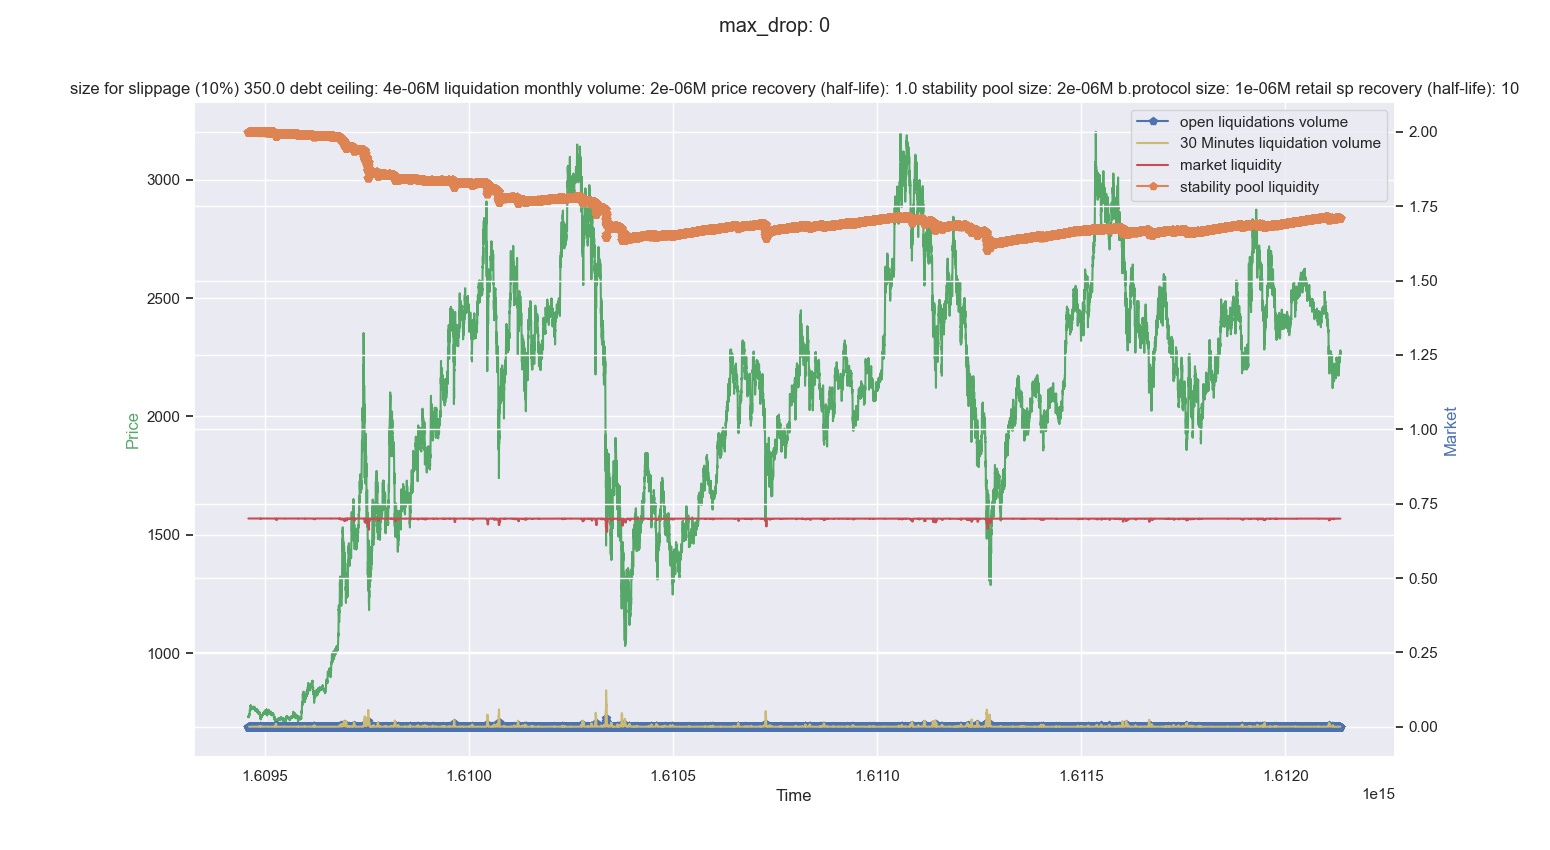 max_drop: 0
size for slippage (10%) 350.0 debt ceiling: 4e-06M liquidation monthly volume: 2e-06M price recovery (half-life): 1.0 stability pool size: 2e-06M b.protocol size: 1e-06M retail sp recovery (half-life): 10
open liquidations volume
30 Minutes liquidation volume
market liquidity
stability pool liquidity
3000
2500
2000
1500
1000
Price
2.00
1.75
1.50
1.25
1.00
0.75
0.50
0.25
0.00
Market
1.6095 1.6100 1.6105 1.6110 1.6115 1.6120
Time
1e15